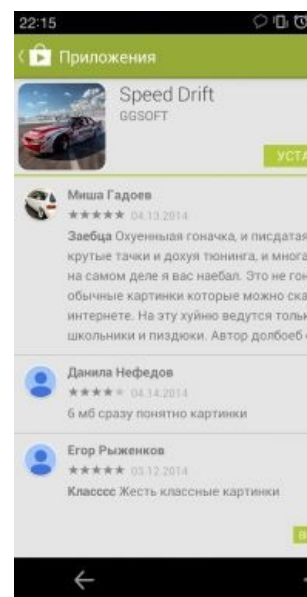 22:15
Приложения
Speed Drift
GGSOFT
УСТА
Миша Гадоев
04.13.2014
Заебца Охуенныая гоначка, и писдатая
крутые тачки и дохуя тюнинга, и многа
на самом деле я вас наебал. Это не гон
обычные картинки которые можно ска
интернете. На эту хуйню ведутся тольк
школьники и пиздюки. Автор долбоеб
Данила Нефедов
04.14.2014
6 мб сразу понятно картинки
Егор Рыженков
03.12.2014
Класссс Жесть классные картинки